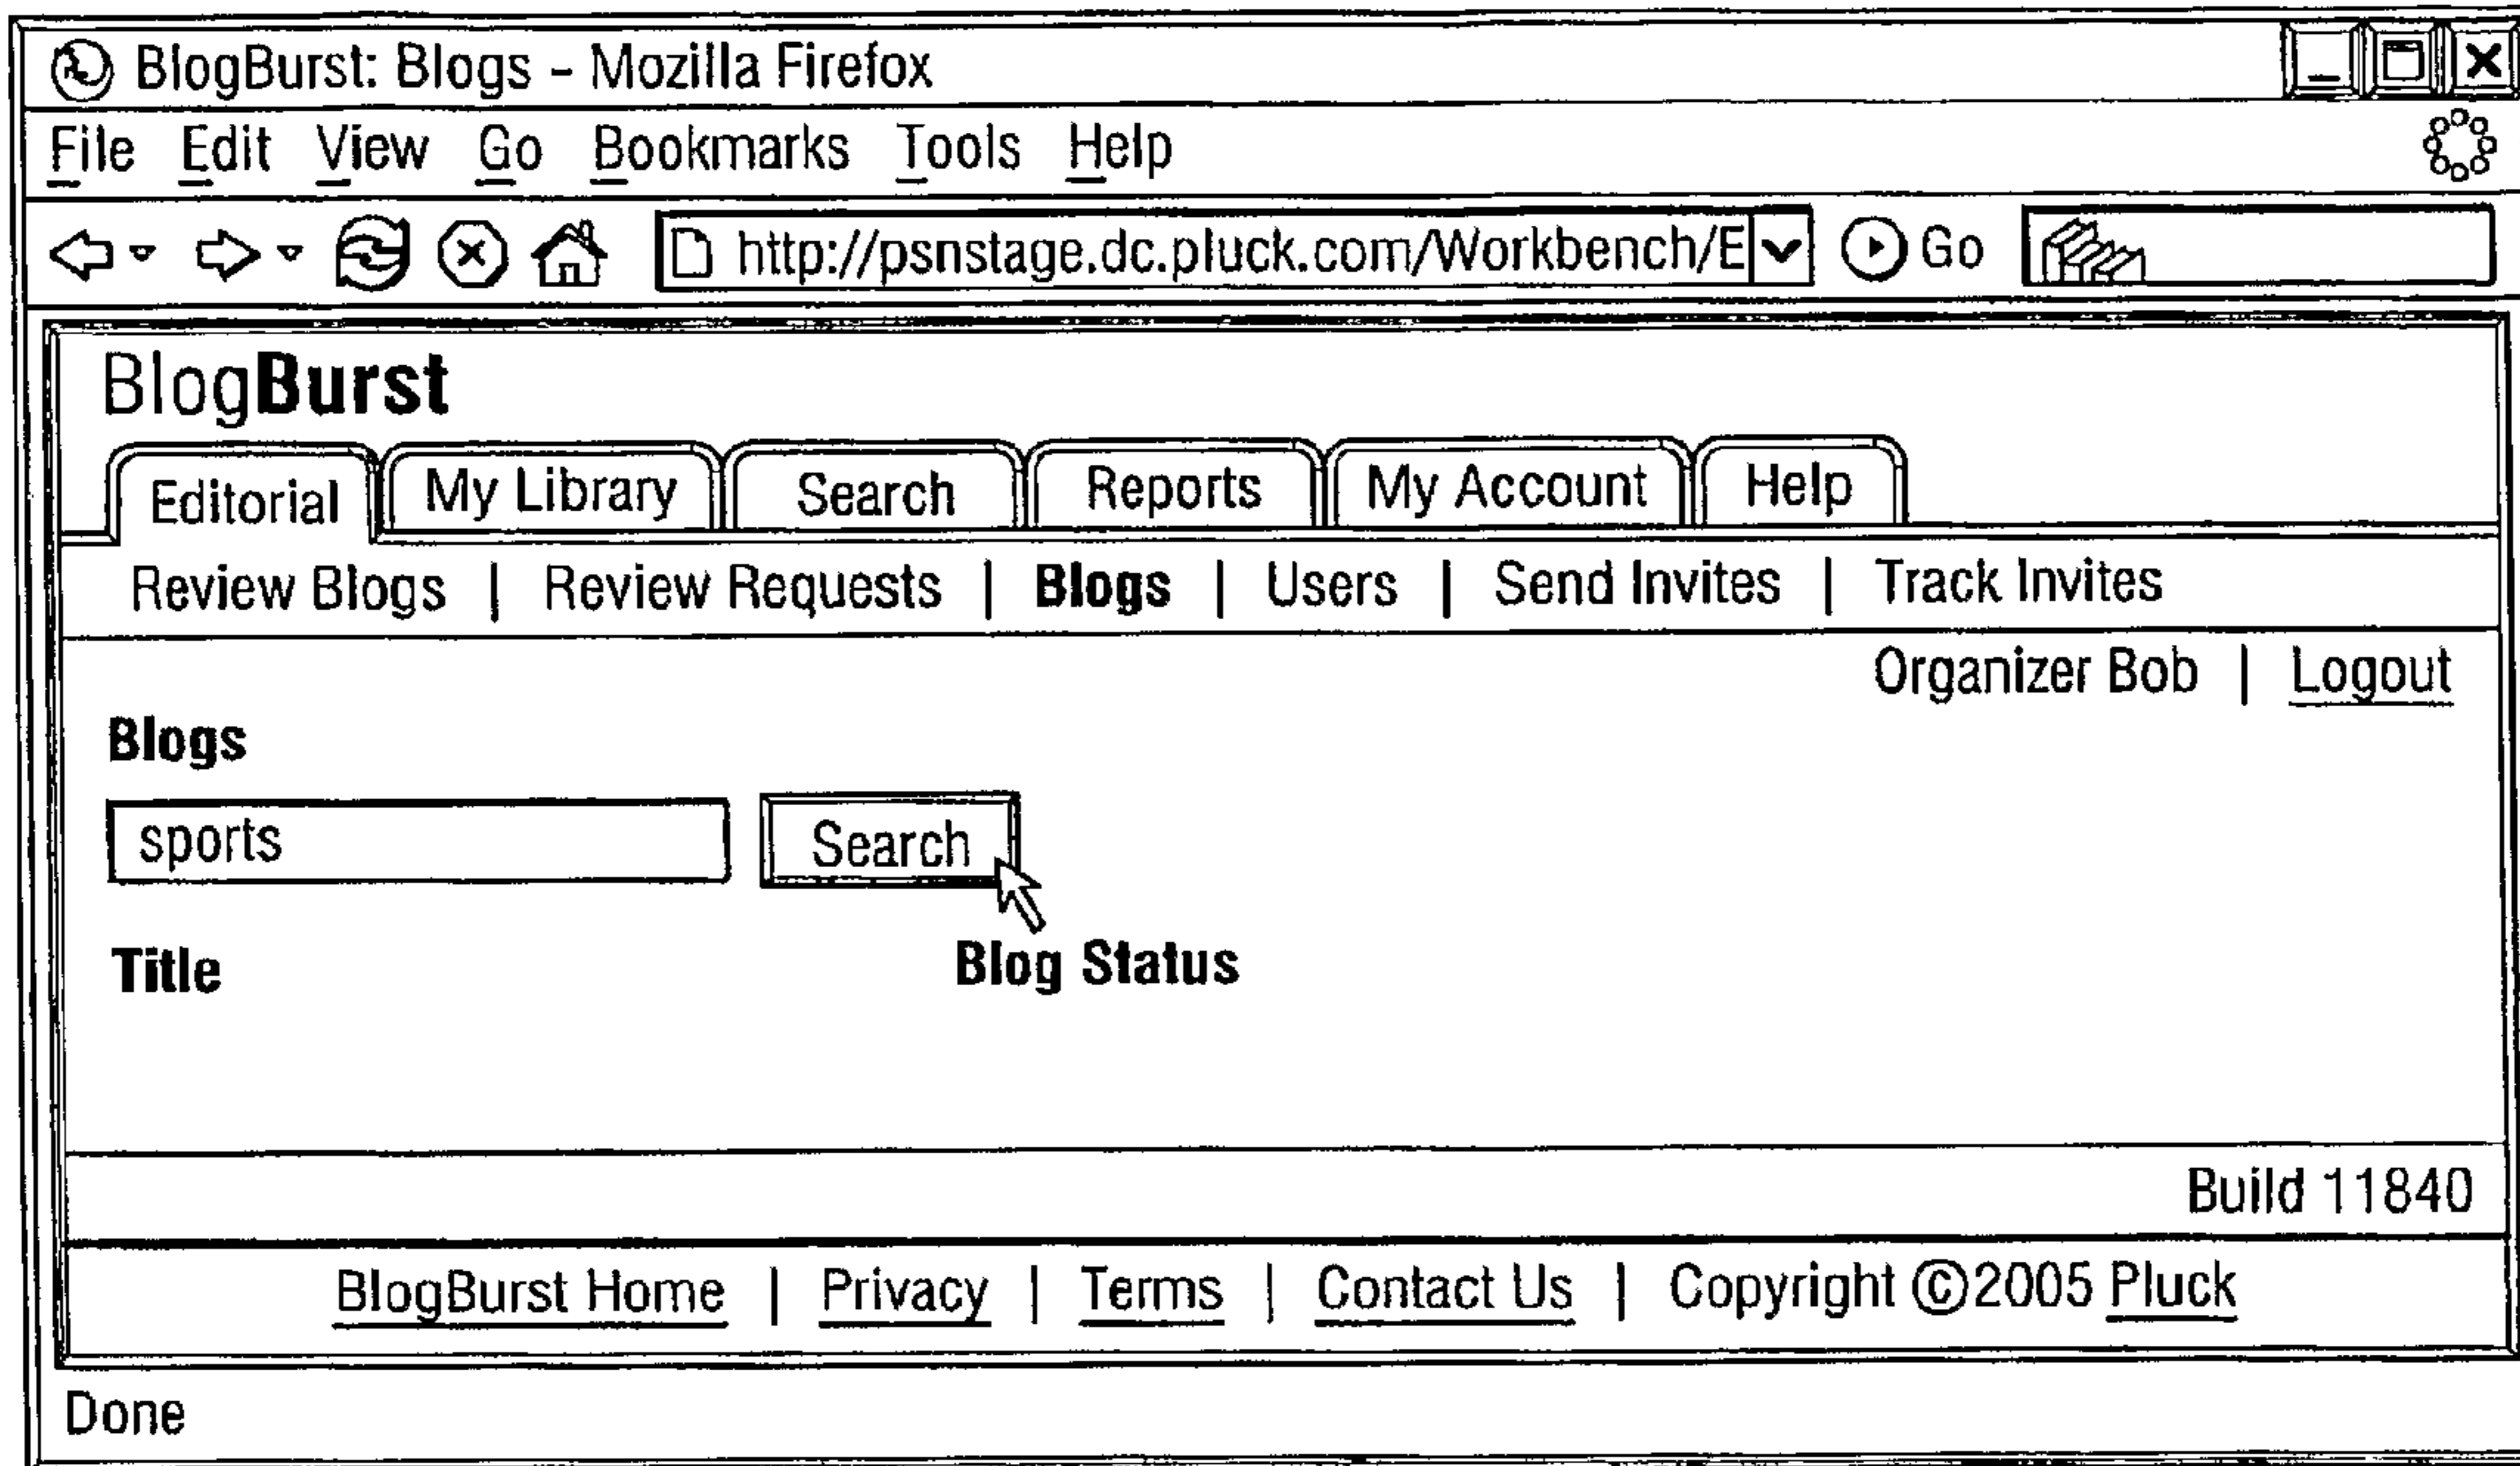 BlogBurst: Blogs - Mozilla Firefox
File Edit View Go Bookmarks Tools Help
http://psnstage.dc.pluck.com/Workbench/E Go
BlogBurst
Editorial My Library Search Reports My Account Help
Review Blogs | Review Requests | Blogs | Users | Send Invites | Track Invites
Organizer Bob | Logout
Blogs
sports Search
Title Blog Status
Build 11840
BlogBurst Home | Privacy | Terms | Contact Us | Copyright ©2005 Pluck
Done